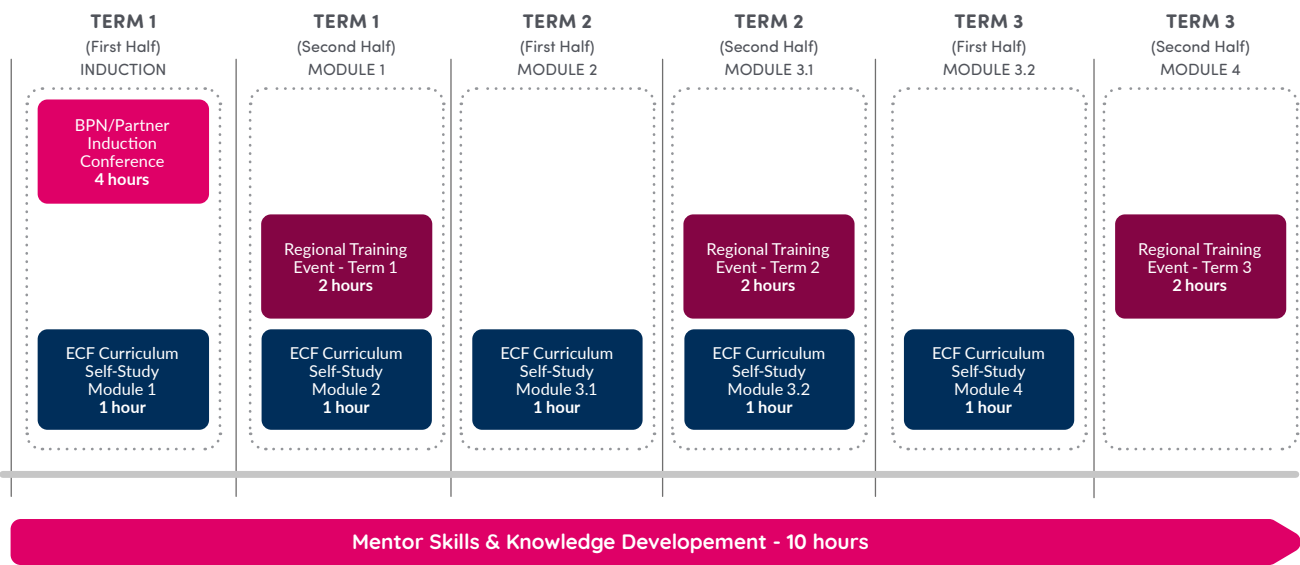 TERM 1
(First Half)
INDUCTION
TERM 1
(Second Half)
MODULE 1
TERM 2
(First Half)
MODULE 2
TERM 2
(Second Half)
MODULE 3.1
TERM 3
(First Half)
MODULE 3.2
TERM 3
(Second Half)
MODULE 4
BPN/Partner
Induction
Conference
4 hours
Regional Training
Event - Term 1
2 hours
Regional Training
Event - Term 2
2 hours
Regional Training
Event - Term 3
2 hours
ECF Curriculum
Self-Study
Module 1
1 hour
ECF Curriculum
Self-Study
Module 2
1 hour
ECF Curriculum
Self-Study
Module 3.1
1 hour
ECF Curriculum
Self-Study
Module 3.2
1 hour
ECF Curriculum
Self-Study
Module 4
1 hour
Mentor Skills & Knowledge Developement - 10 hours